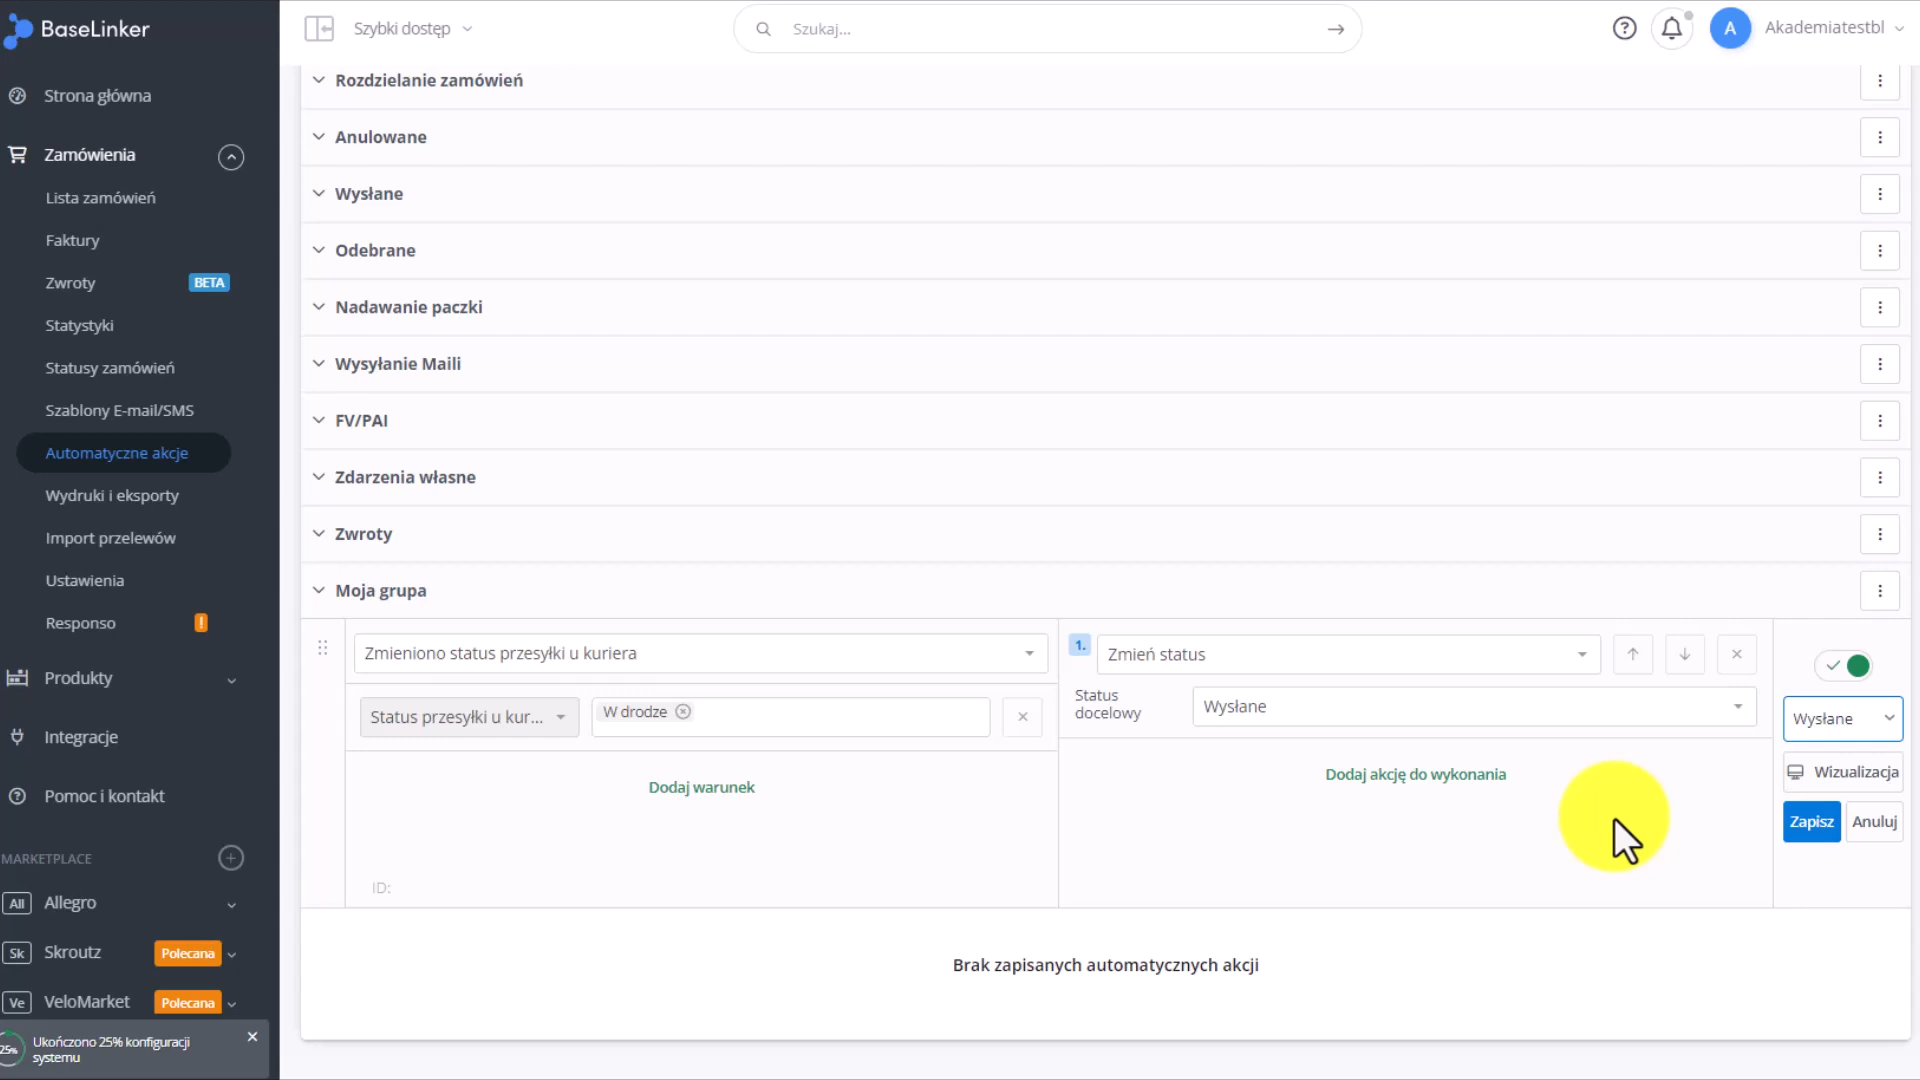 BaseLinker
Szybki dostęp
Szukaj...
A
Akademiatestbl
Strona główna
Zamówienia
Lista zamówień
Faktury
Zwroty BETA
Statystyki
Statusy zamówień
Szablony E-mail/SMS
Automatyczne akcje
Wydruki i eksporty
Import przelewów
Ustawienia
Responso !
Produkty
Integracje
Pomoc i kontakt
MARKETPLACE
All Allegro
Sk Skroutz Polecana
Ve VeloMarket Polecana
25%
Ukończono 25% konfiguracji
systemu
Rozdzielanie zamówień
Anulowane
Wysłane
Odebrane
Nadawanie paczki
Wysyłanie Maili
FV/PAI
Zdarzenia własne
Zwroty
Moja grupa
Zmieniono status przesyłki u kuriera
Status przesyłki u kur...
W drodze
Dodaj warunek
ID:
1.
Zmień status
Status
docelowy
Wysłane
Dodaj akcję do wykonania
Wysłane
Wizualizacja
Zapisz
Anuluj
Brak zapisanych automatycznych akcji